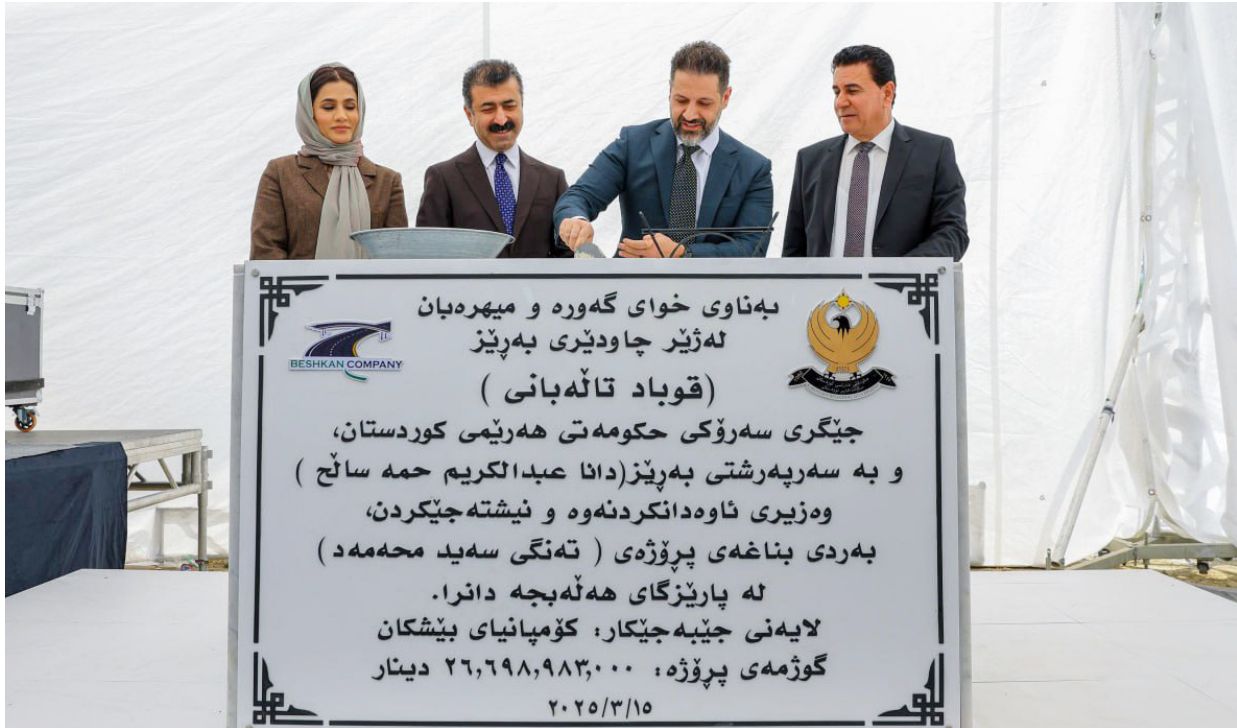 بەناوی خوای گەورە و میهرەبان
لەژێر چاودێری بەڕێز
(قوباد تاڵەبانی )
جێگری سەرۆکی حکومەتی هەرێمی کوردستان،
و بە سەرپەرشتی بەڕێز(دانا عبدالکریم حمە ساڵح )
وەزیری ئاوەدانکردنەوە و نیشتەجێکردن،
بەردی بناغەی پڕۆژەی ( تەنگی سەید محەمەد)
لە پارێزگای هەڵەبجە دانرا.
لایەنی جێبەجێکار: کۆمپانیای بێشکان
گوژمەی پڕۆژە: ٢٦,٦٩٨,٩٨٣,٠٠٠ دینار
٢٠٢٥/٣/١٥
BESHKAN COMPANY